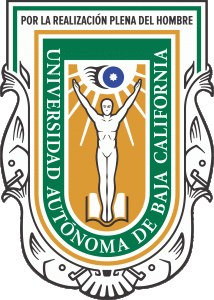 POR LA REALIZACIÓN PLENA DEL HOMBRE
UNIVERSIDAD AUTÓNOMA DE BAJA CALIFORNIA